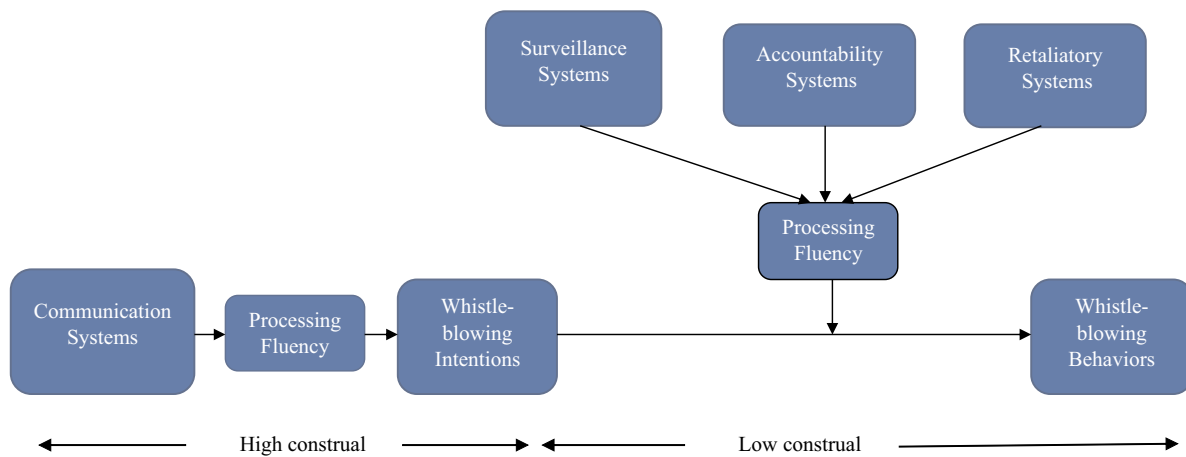 Surveillance
Systems
Accountability
Systems
Retaliatory
Systems
Processing
Fluency
Communication
Systems
Processing
Fluency
Whistle-
blowing
Intentions
Whistle-
blowing
Behaviors
High construal
Low construal